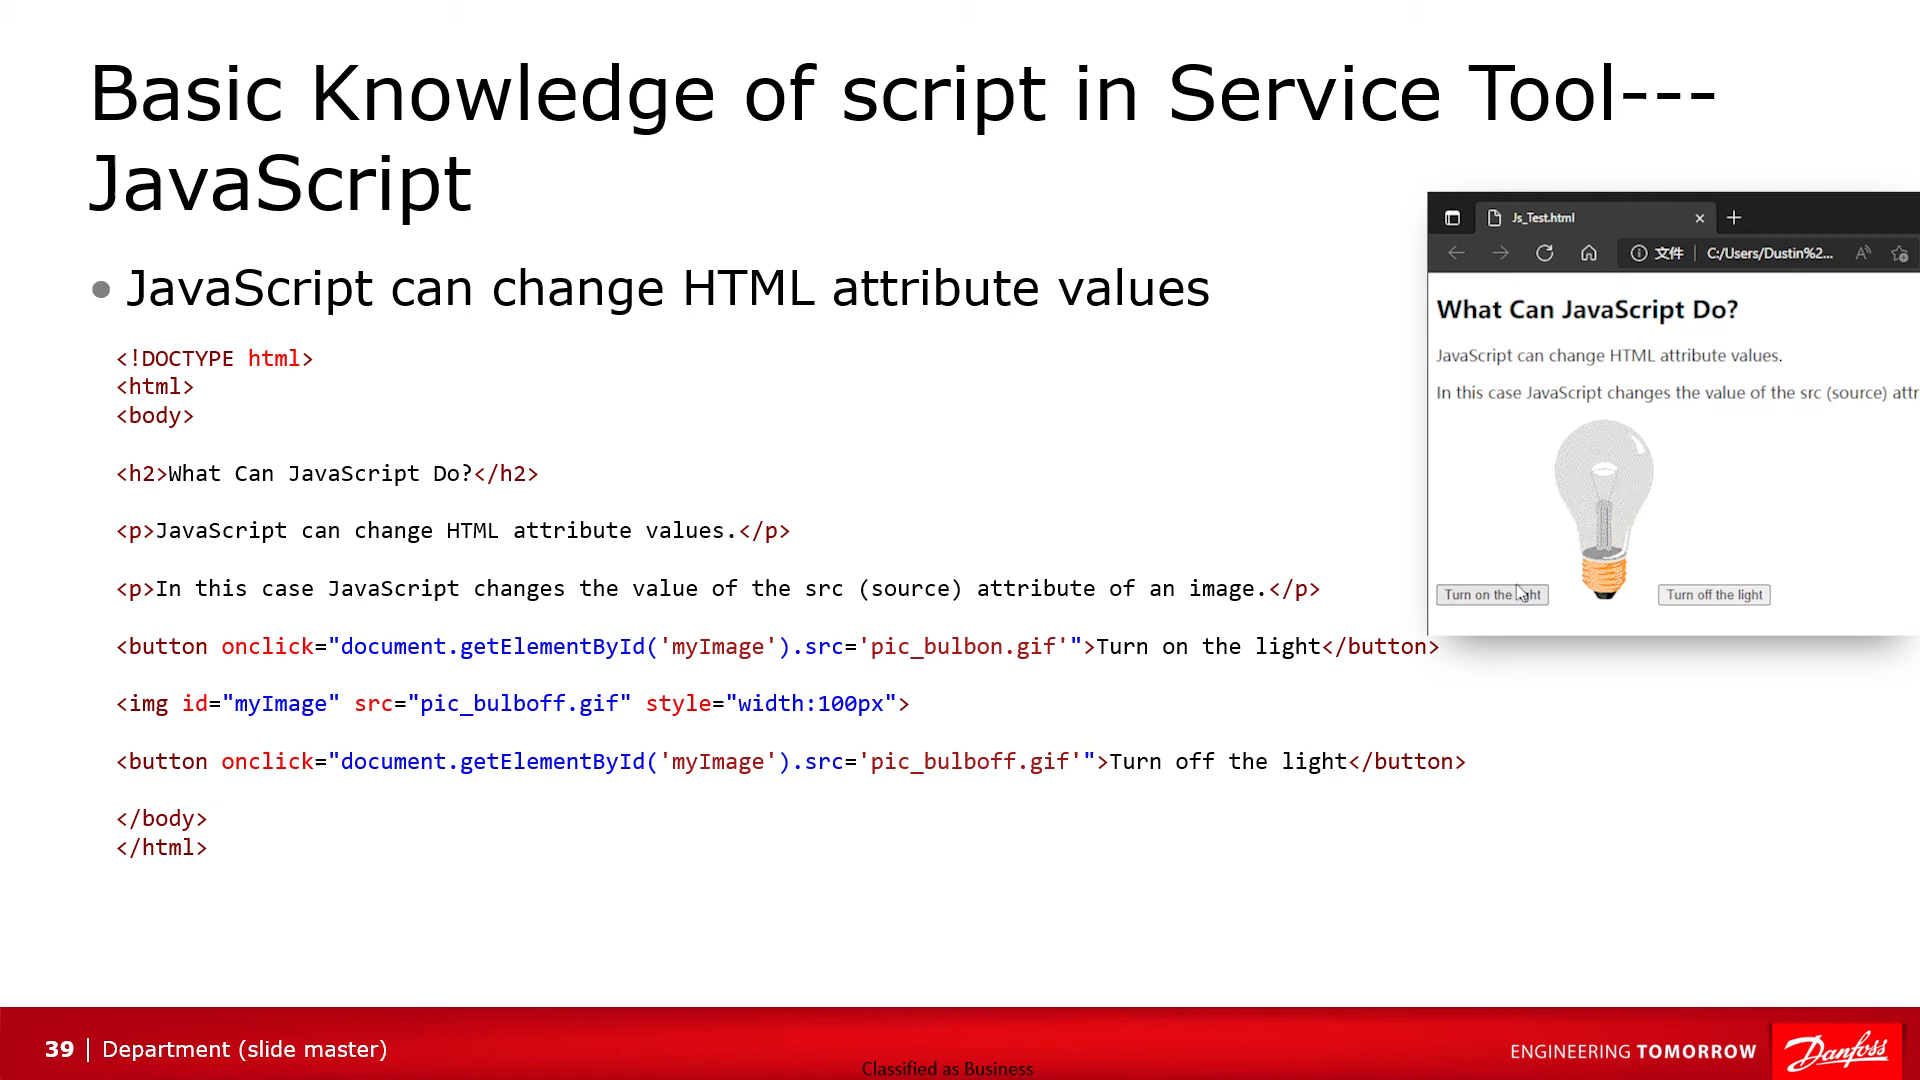 Basic Knowledge of script in Service Tool---
JavaScript
• JavaScript can change HTML attribute values
<!DOCTYPE html>
<html>
<body>
<h2>What Can JavaScript Do?</h2>
<p>JavaScript can change HTML attribute values.</p>
<p>In this case JavaScript changes the value of the src (source) attribute of an image.</p>
<button onclick="document.getElementById('myImage').src='pic_bulbon.gif'">Turn on the light</button>
<img id="myImage" src="pic_bulboff.gif" style="width:100px">
<button onclick="document.getElementById('myImage').src='pic_bulboff.gif'">Turn off the light</button>
</body>
</html>
Js_Test.html
文件 C:/Users/Dustin%2...
What Can JavaScript Do?
JavaScript can change HTML attribute values.
In this case JavaScript changes the value of the src (source) attr
Turn on the light Turn off the light
39 | Department (slide master)
Classified as Business
ENGINEERING TOMORROW
Danfoss